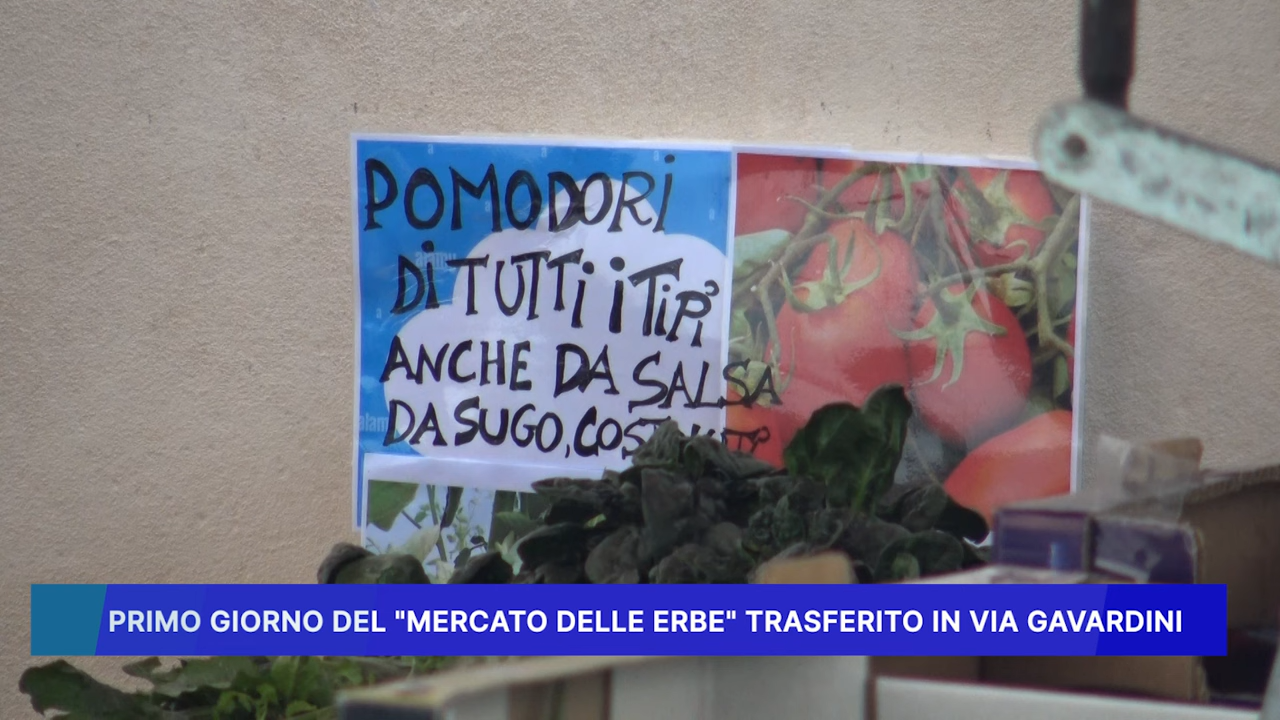 POMODORI
DI TUTTI I TIPI,
ANCHE DA SALSA
DA SUGO,
PRIMO GIORNO DEL "MERCATO DELLE ERBE" TRASFERITO IN VIA GAVARDINI